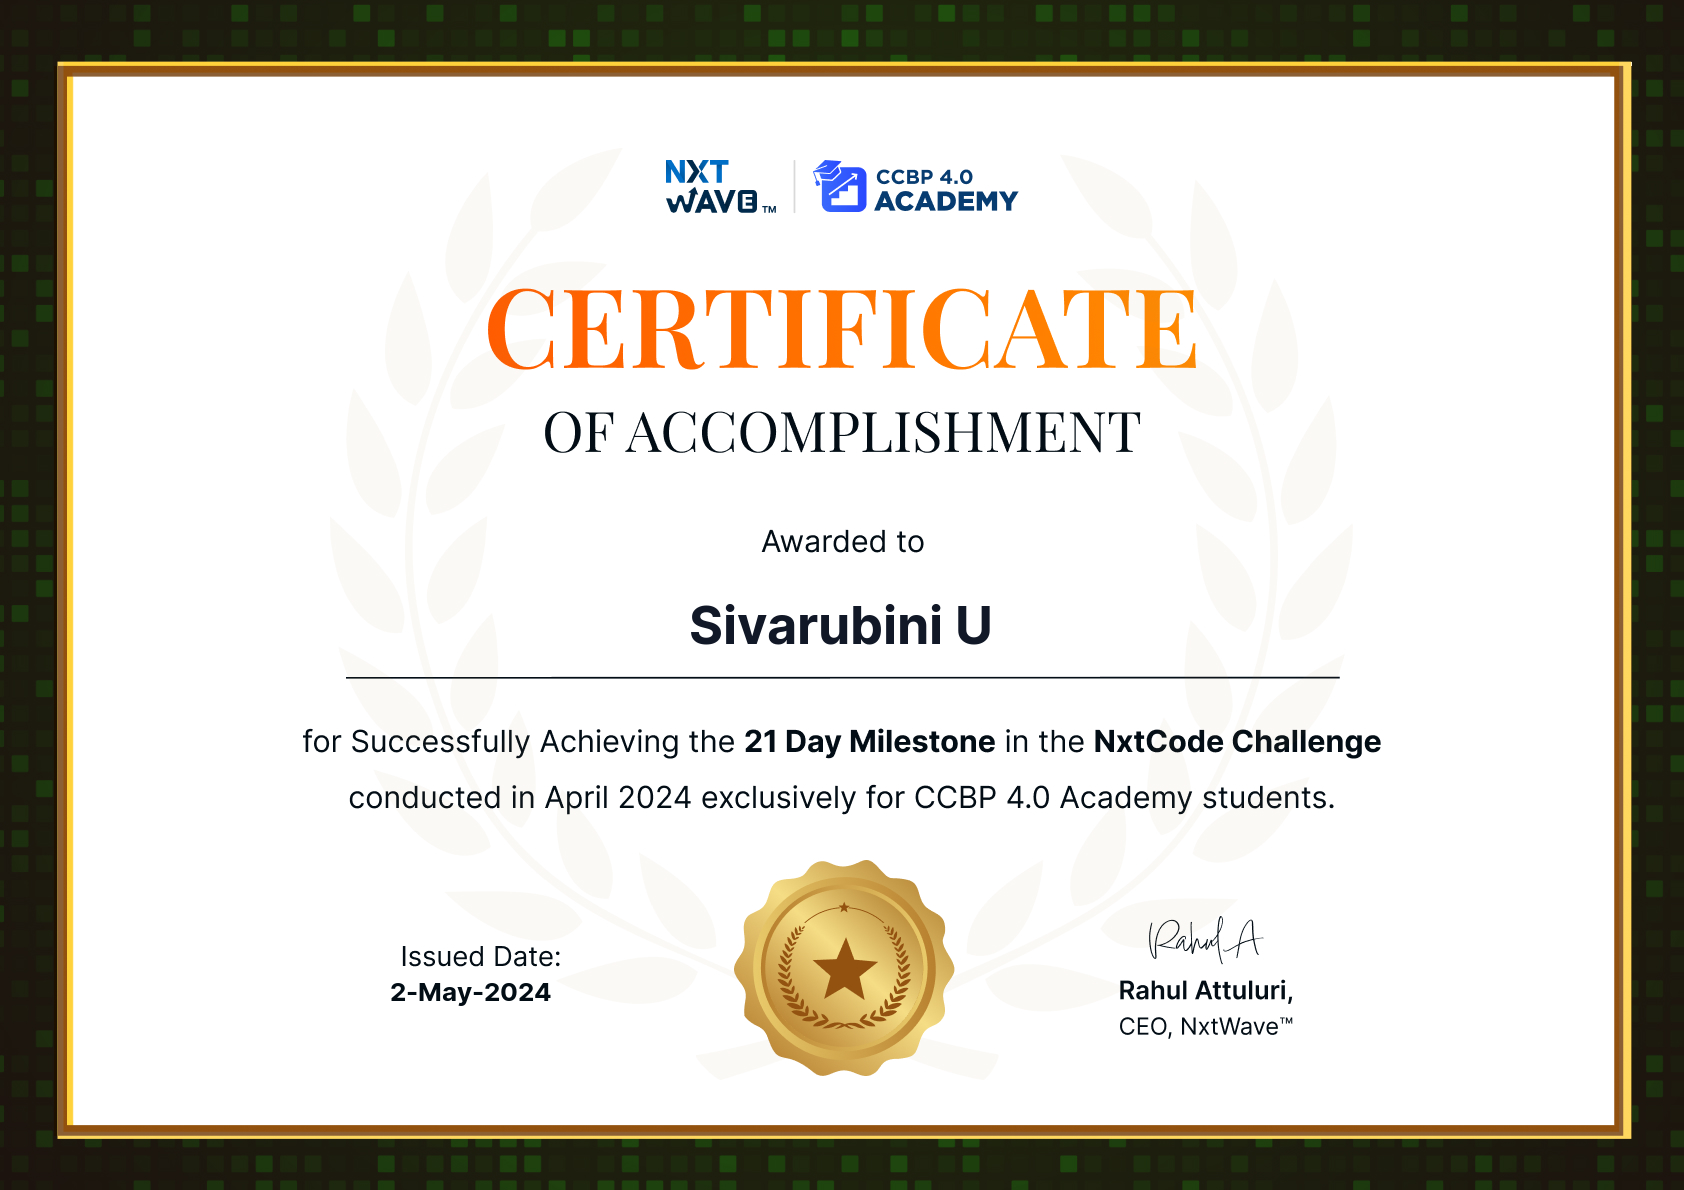 NXT
WAVE™
CCBP 4.0
ACADEMY
CERTIFICATE
OF ACCOMPLISHMENT
Awarded to
Sivarubini U
for Successfully Achieving the 21 Day Milestone in the NxtCode Challenge
conducted in April 2024 exclusively for CCBP 4.0 Academy students.
Issued Date:
2-May-2024
Rahul A
Rahul Attuluri,
CEO, NxtWave™